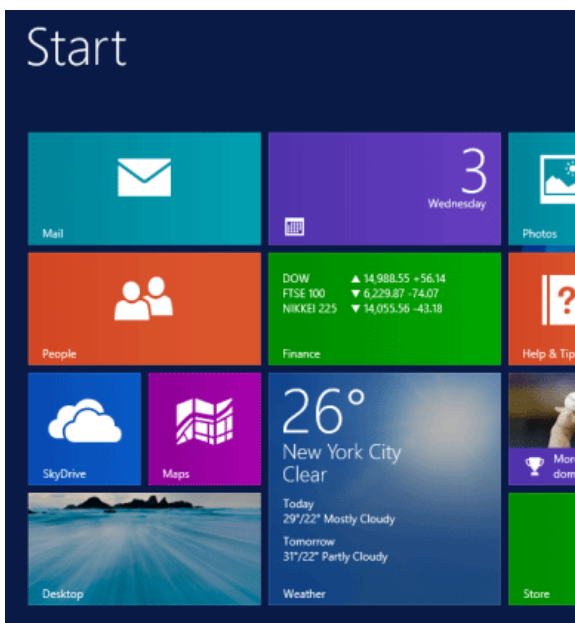 Start
Mail
3
Wednesday
Photos
People
DOW ▲ 14,988.55 +56.14
FTSE 100 ▼ 6,229.87 -74.07
NIKKEI 225 ▼ 14,055.56 -43.18
Finance
?
Help & Tip
SkyDrive
Maps
26°
New York City
Clear
Today
29°/22° Mostly Cloudy
Tomorrow
31°/22° Partly Cloudy
Weather
More
dom
Desktop
Store